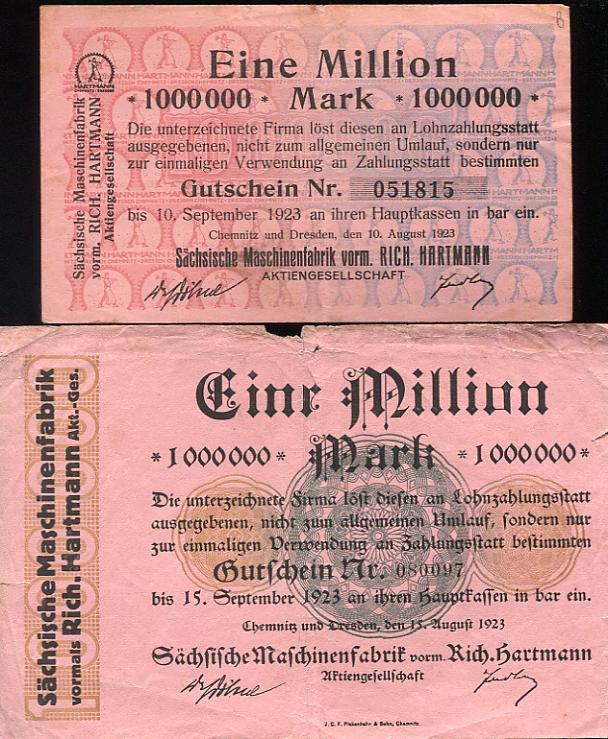 8
Sächsische Maschinenfabrik
vorm. RICH. HARTMANN
Aktiengesellschaft
Eine Million
* 1000000 * Mark * 1000000 *
Die unterzeichnete Firma löst diesen an Lohnzahlungsstatt
ausgegebenen, nicht zum allgemeinen Umlauf, sondern nur
zur einmaligen Verwendung an Zahlungsstatt bestimmten
Gutschein Nr. 051815
bis 10. September 1923 an ihren Hauptkassen in bar ein.
Chemnitz und Dresden, den 10. August 1923
Sächsische Maschinenfabrik vorm. RICH. HARTMANN
AKTIENGESELLSCHAFT
Sächsische Maschinenfabrik
vormals Rich. Hartmann Akt.-Ges.
Eine Million
* 1000000 * Mark * 1000000 *
Die unterzeichnete Firma löst diesen an Lohnzahlungsstatt
ausgegebenen, nicht zum allgemeinen Umlauf, sondern nur
zur einmaligen Verwendung an Zahlungsstatt bestimmten
Gutschein Nr. 080097
bis 15. September 1923 an ihren Hauptkassen in bar ein.
Chemnitz und Dresden, den 15. August 1923
Sächsische Maschinenfabrik vorm. Rich. Hartmann
Aktiengesellschaft
J. C. F. Pickenhahn & Sohn, Chemnitz.